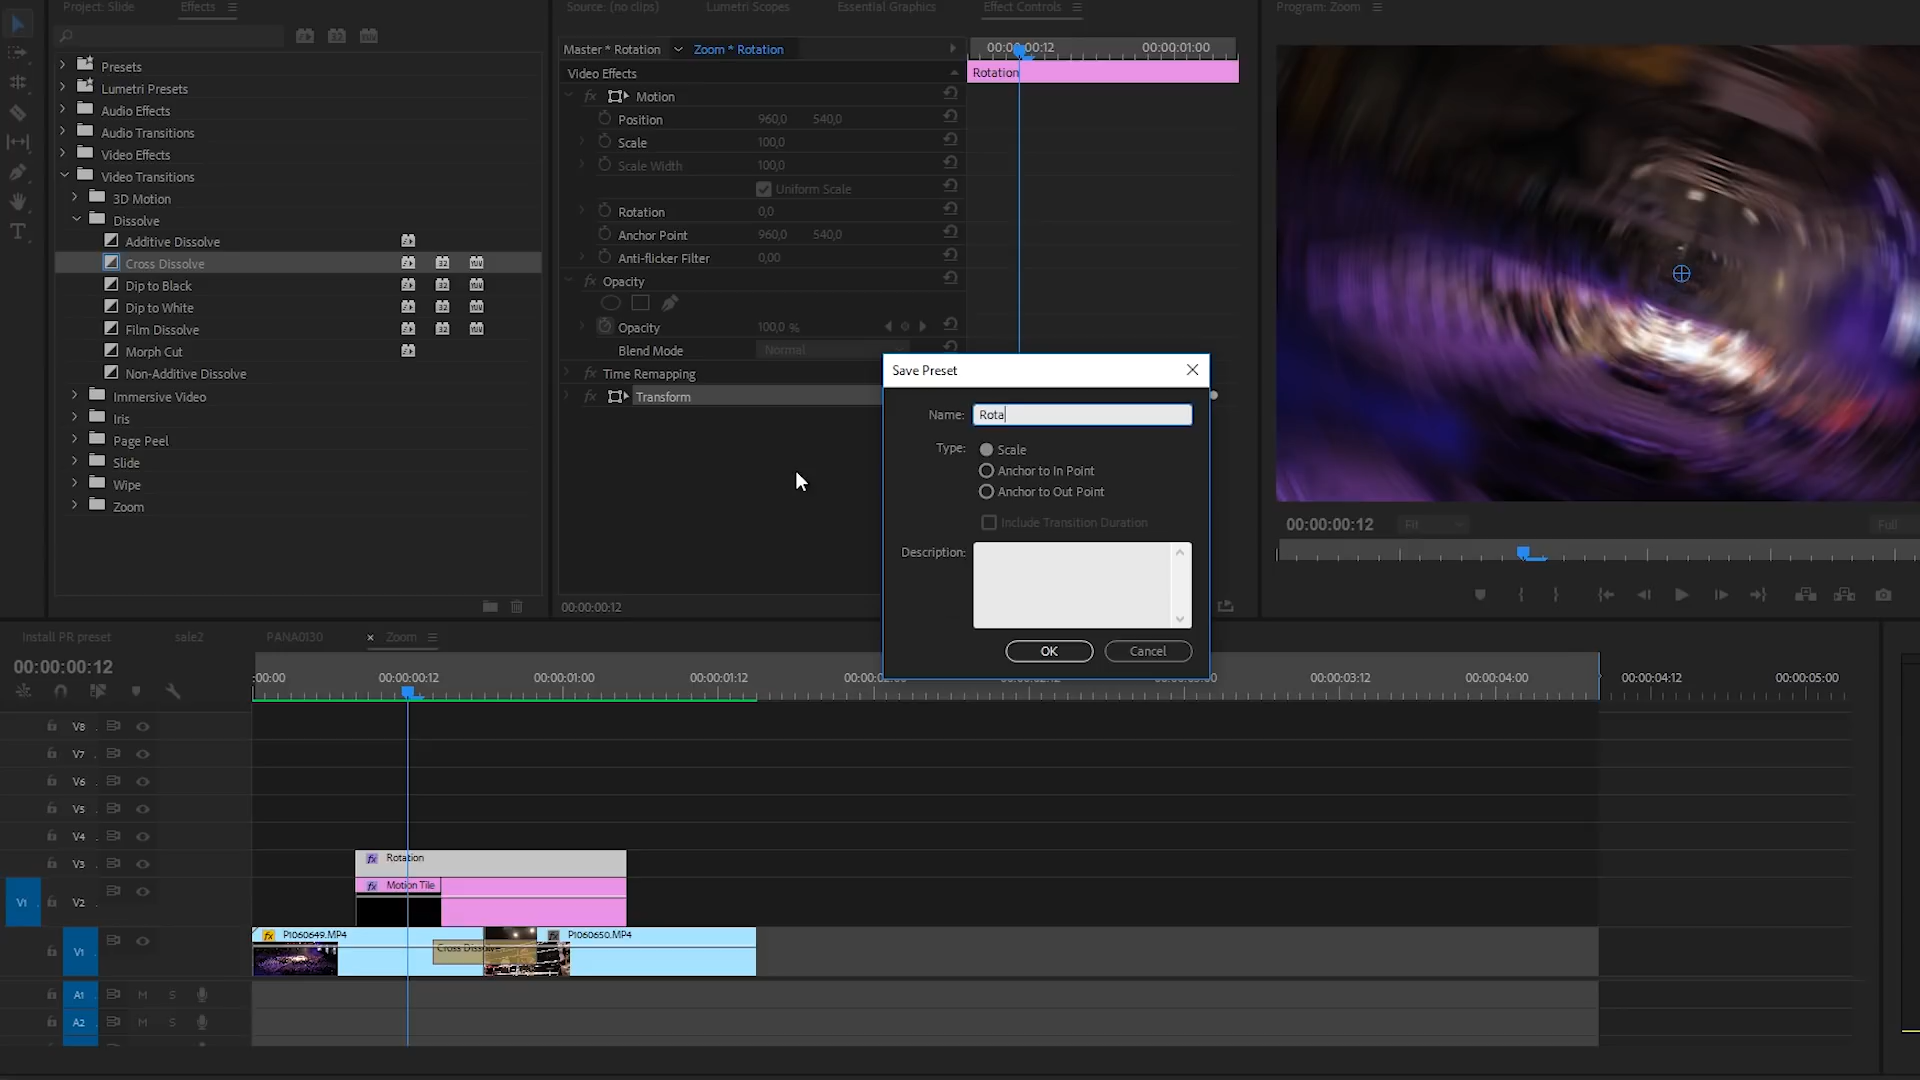 Project: Slide
Effects
Source: (no clips)
Lumetri Scopes
Essential Graphics
Effect Controls
Program: Zoom
Presets
Lumetri Presets
Audio Effects
Audio Transitions
Video Effects
Video Transitions
3D Motion
Dissolve
Additive Dissolve
Cross Dissolve
Dip to Black
Dip to White
Film Dissolve
Morph Cut
Non-Additive Dissolve
Immersive Video
Iris
Page Peel
Slide
Wipe
Zoom
Master * Rotation
Zoom * Rotation
00:00:00:12
00:00:01:00
Video Effects
Rotation
fx Motion
Position 960,0 540,0
Scale 100,0
Scale Width 100,0
Uniform Scale
Rotation 0,0
Anchor Point 960,0 540,0
Anti-flicker Filter 0,00
fx Opacity
Opacity 100,0 %
Blend Mode Normal
fx Time Remapping
fx Transform
00:00:00:12
Save Preset
Name: Rota
Type: Scale
Anchor to In Point
Anchor to Out Point
Include Transition Duration
Description:
OK Cancel
00:00:00:12 Fit Full
Install PR preset
sale2
PANA0130
× Zoom
00:00:00:12
:00:00 00:00:00:12 00:00:01:00 00:00:01:12 00:00:03:12 00:00:04:00 00:00:04:12 00:00:05:00
V8
V7
V6
V5
V4
V3
fx Rotation
V1 V2
fx Motion Tile
V1
fx P1060649.MP4
Cross Dissolve
fx P1060650.MP4
A1 M S
A2 M S